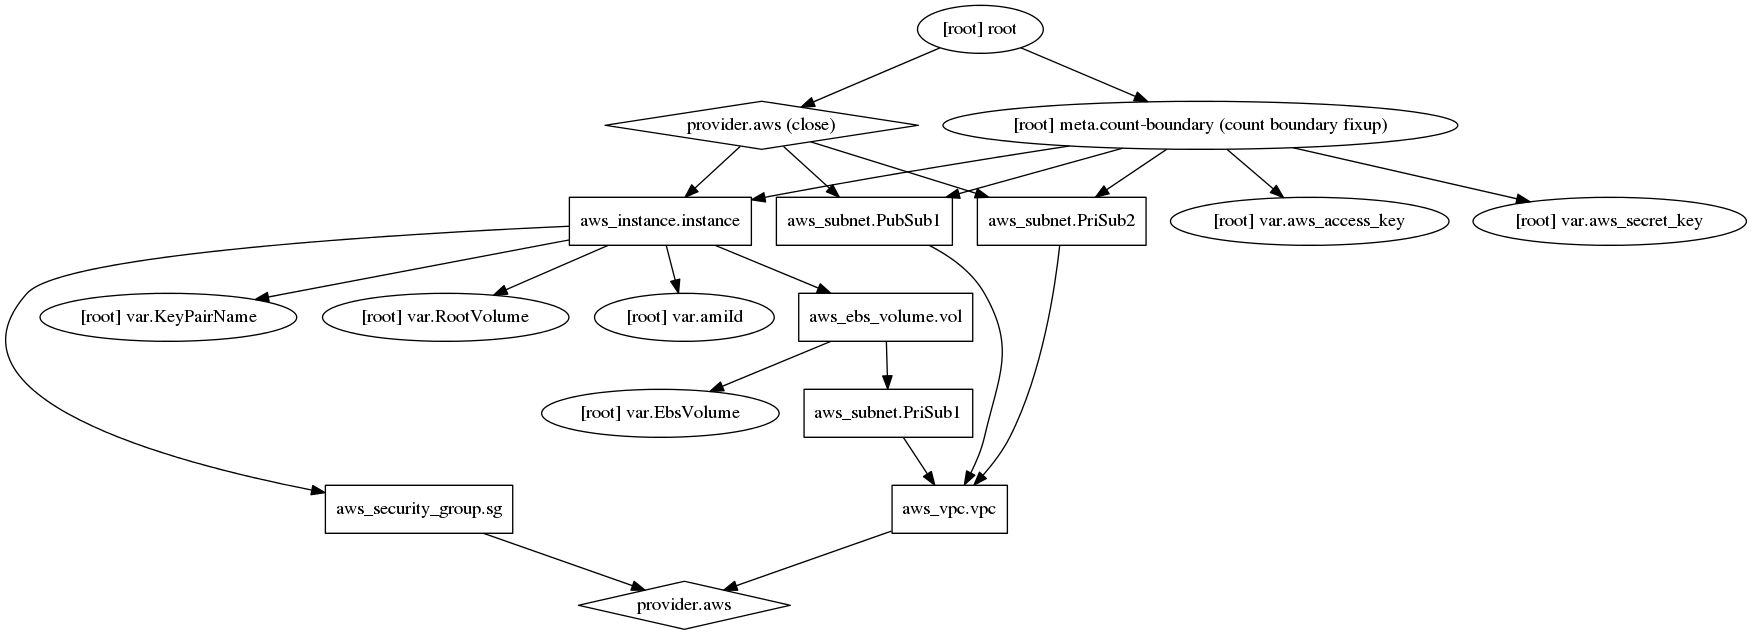 [root] root
provider.aws (close)
[root] meta.count-boundary (count boundary fixup)
aws_instance.instance
aws_subnet.PubSub1
aws_subnet.PriSub2
[root] var.aws_access_key
[root] var.aws_secret_key
[root] var.KeyPairName
[root] var.RootVolume
[root] var.amiId
aws_ebs_volume.vol
[root] var.EbsVolume
aws_subnet.PriSub1
aws_security_group.sg
aws_vpc.vpc
provider.aws